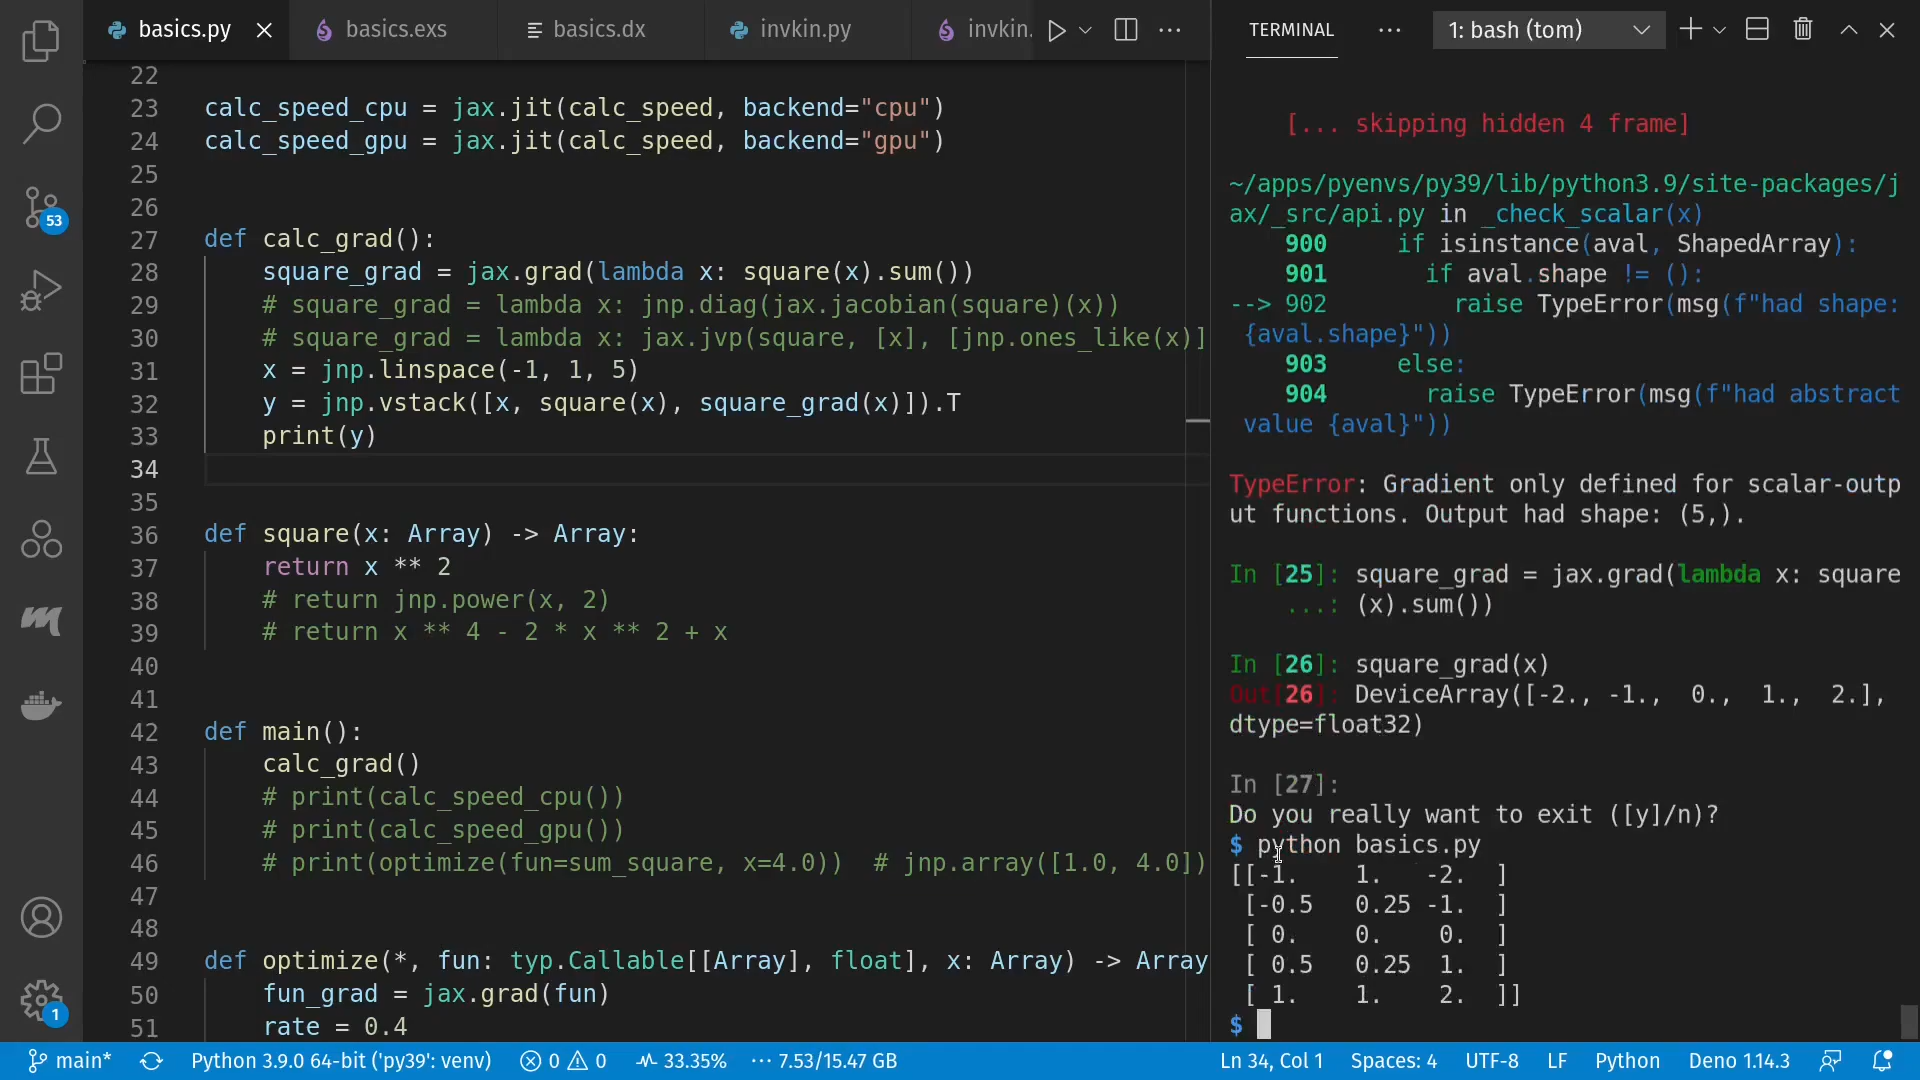 basics.py
basics.exs
basics.dx
invkin.py
invkin.
TERMINAL
1: bash (tom)
53
1
22
23 calc_speed_cpu = jax.jit(calc_speed, backend="cpu")
24 calc_speed_gpu = jax.jit(calc_speed, backend="gpu")
25
26
27 def calc_grad():
28     square_grad = jax.grad(lambda x: square(x).sum())
29     # square_grad = lambda x: jnp.diag(jax.jacobian(square)(x))
30     # square_grad = lambda x: jax.jvp(square, [x], [jnp.ones_like(x)]
31     x = jnp.linspace(-1, 1, 5)
32     y = jnp.vstack([x, square(x), square_grad(x)]).T
33     print(y)
34
35
36 def square(x: Array) -> Array:
37     return x ** 2
38     # return jnp.power(x, 2)
39     # return x ** 4 - 2 * x ** 2 + x
40
41
42 def main():
43     calc_grad()
44     # print(calc_speed_cpu())
45     # print(calc_speed_gpu())
46     # print(optimize(fun=sum_square, x=4.0))  # jnp.array([1.0, 4.0])
47
48
49 def optimize(*, fun: typ.Callable[[Array], float], x: Array) -> Array
50     fun_grad = jax.grad(fun)
51     rate = 0.4
[... skipping hidden 4 frame]
~/apps/pyenvs/py39/lib/python3.9/site-packages/j
ax/_src/api.py in _check_scalar(x)
    900     if isinstance(aval, ShapedArray):
    901       if aval.shape != ():
--> 902         raise TypeError(msg(f"had shape:
 {aval.shape}"))
    903     else:
    904       raise TypeError(msg(f"had abstract
 value {aval}"))
TypeError: Gradient only defined for scalar-outp
ut functions. Output had shape: (5,).
In [25]: square_grad = jax.grad(lambda x: square
    ...: (x).sum())
In [26]: square_grad(x)
Out[26]: DeviceArray([-2., -1.,  0.,  1.,  2.],
dtype=float32)
In [27]:
Do you really want to exit ([y]/n)?
$ python basics.py
[[-1.    1.   -2.  ]
 [-0.5   0.25 -1.  ]
 [ 0.    0.    0.  ]
 [ 0.5   0.25  1.  ]
 [ 1.    1.    2.  ]]
$
main* Python 3.9.0 64-bit ('py39': venv) 0 0 33.33% ··· 7.53/15.47 GB Ln 34, Col 1 Spaces: 4 UTF-8 LF Python Deno 1.14.3